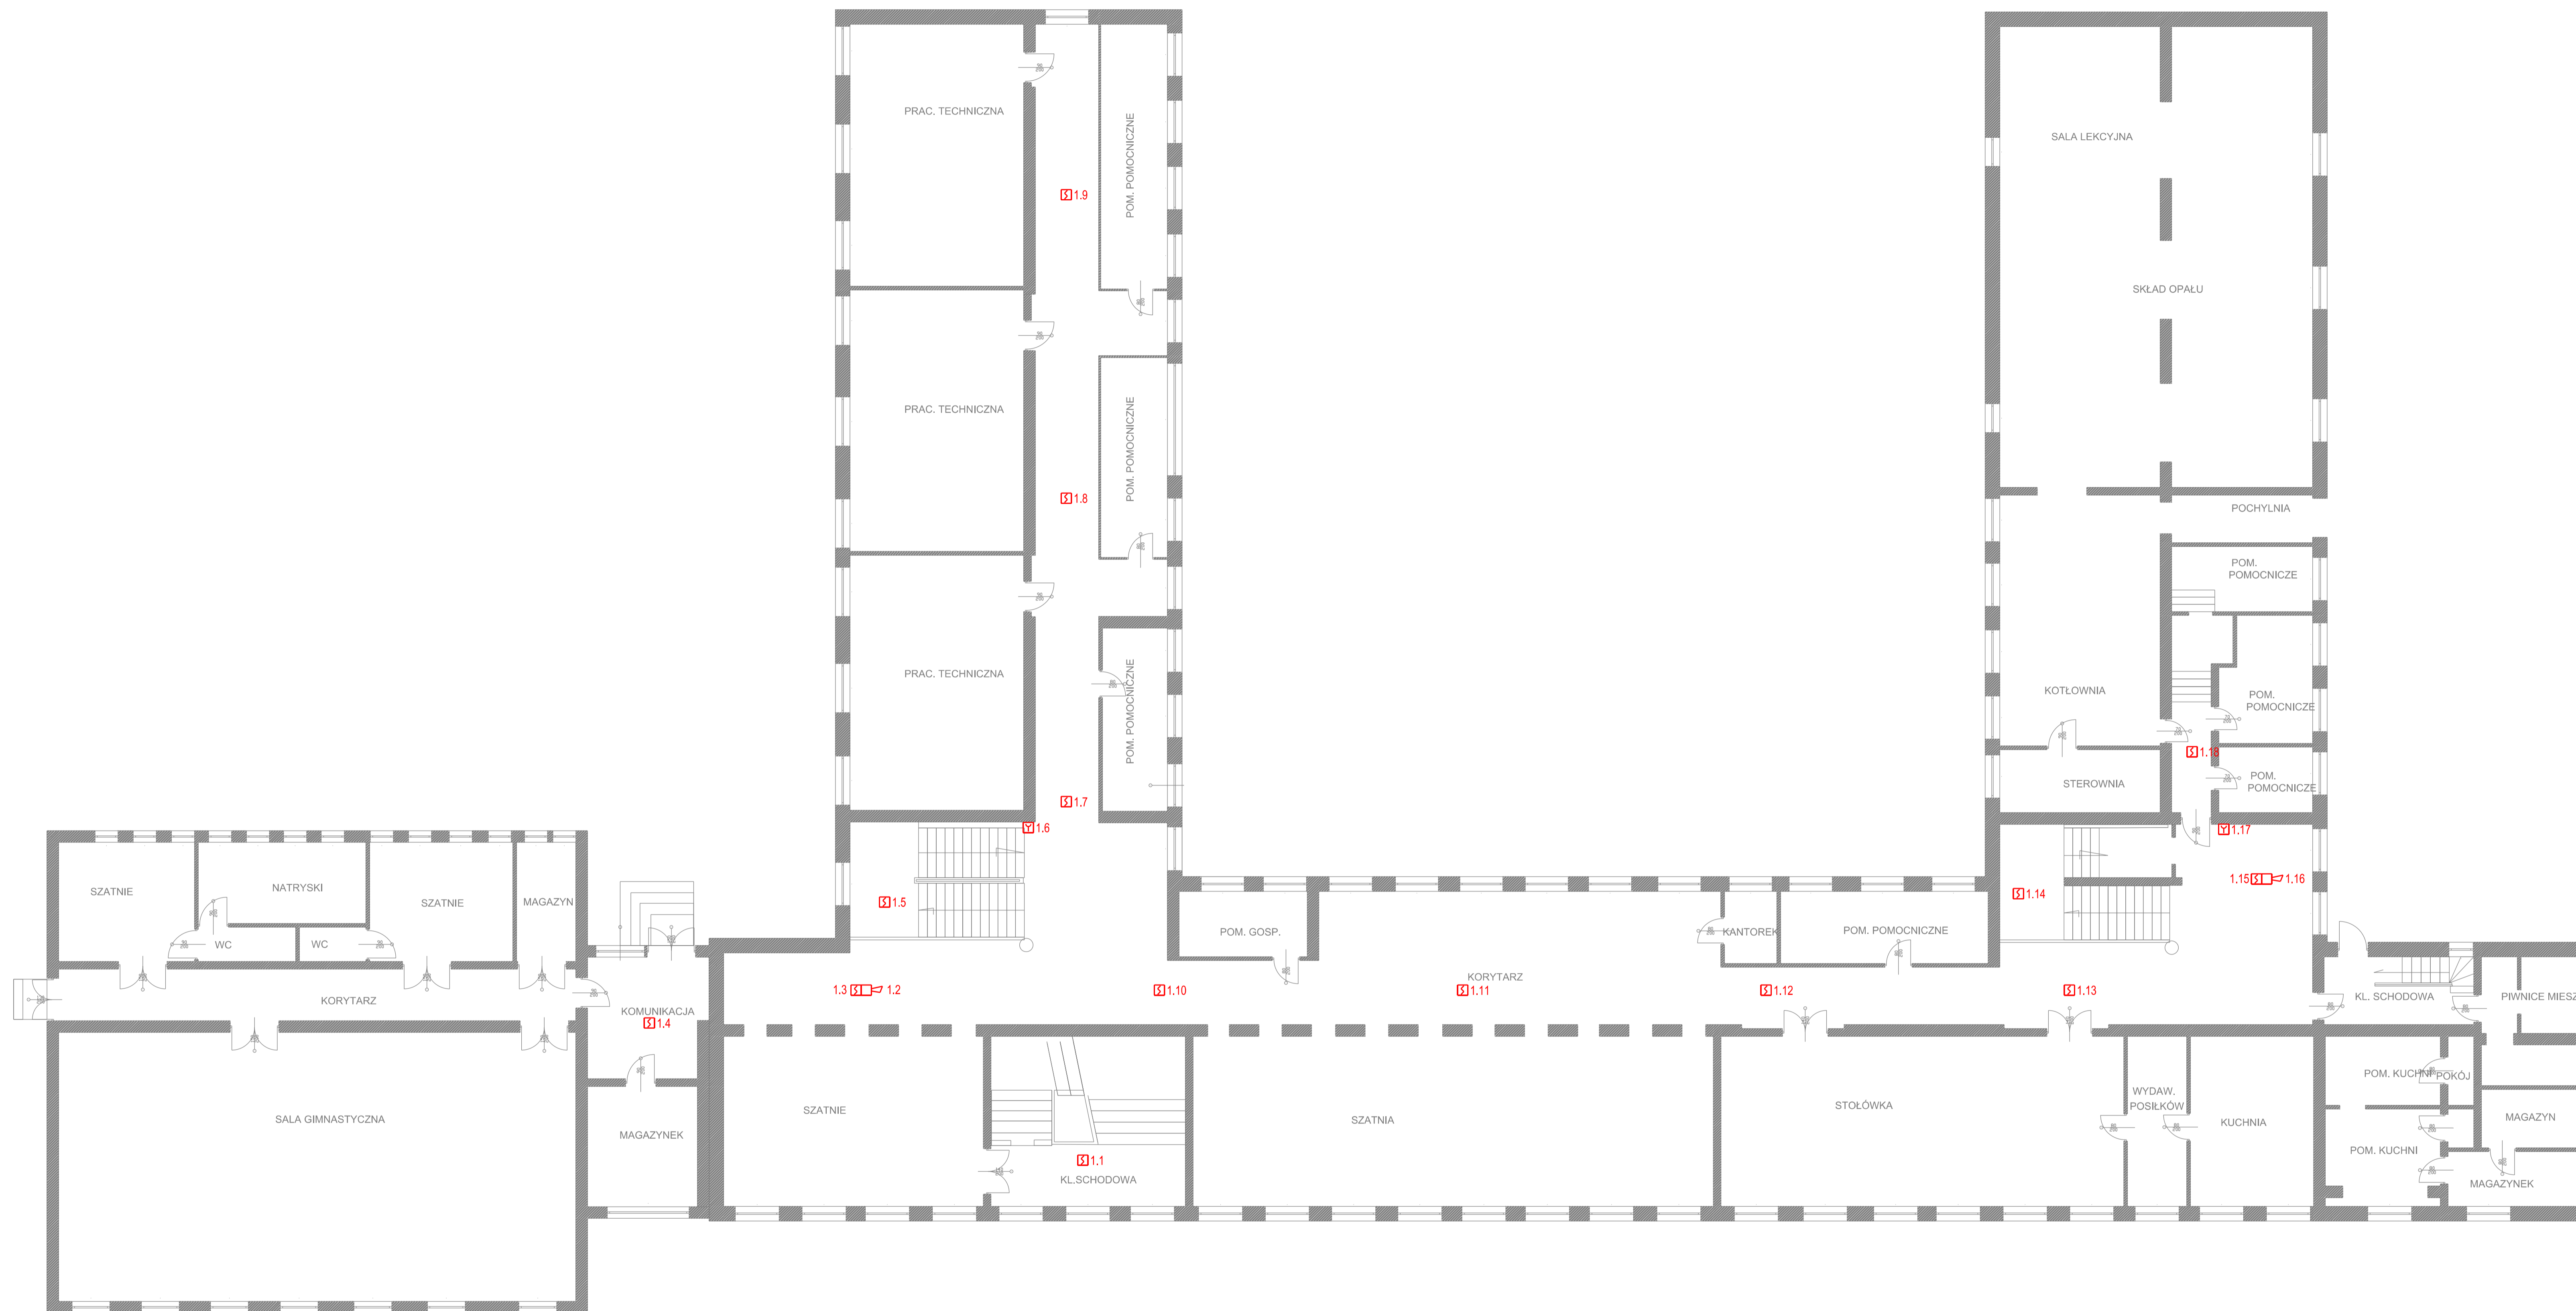 PRAC. TECHNICZNA
POM. POMOCNICZNE
SALA LEKCYJNA
1.9
SKŁAD OPAŁU
PRAC. TECHNICZNA
POM. POMOCNICZNE
1.8
POCHYLNIA
POM.
POMOCNICZE
PRAC. TECHNICZNA
POM. POMOCNICZNE
KOTŁOWNIA
POM.
POMOCNICZE
1.18
STEROWNIA
POM.
POMOCNICZE
1.7
1.6
1.17
SZATNIE
NATRYSKI
SZATNIE
MAGAZYN
1.5
1.14
1.15
1.16
WC
WC
POM. GOSP.
KANTOREK
POM. POMOCNICZNE
KORYTARZ
KOMUNIKACJA
1.4
1.3
1.2
1.10
KORYTARZ
1.11
1.12
1.13
KL. SCHODOWA
PIWNICE MIESZ
SALA GIMNASTYCZNA
MAGAZYNEK
SZATNIE
1.1
KL.SCHODOWA
SZATNIA
STOŁÓWKA
WYDAW.
POSIŁKÓW
KUCHNIA
POM. KUCHNI
POKÓJ
POM. KUCHNI
MAGAZYN
MAGAZYNEK